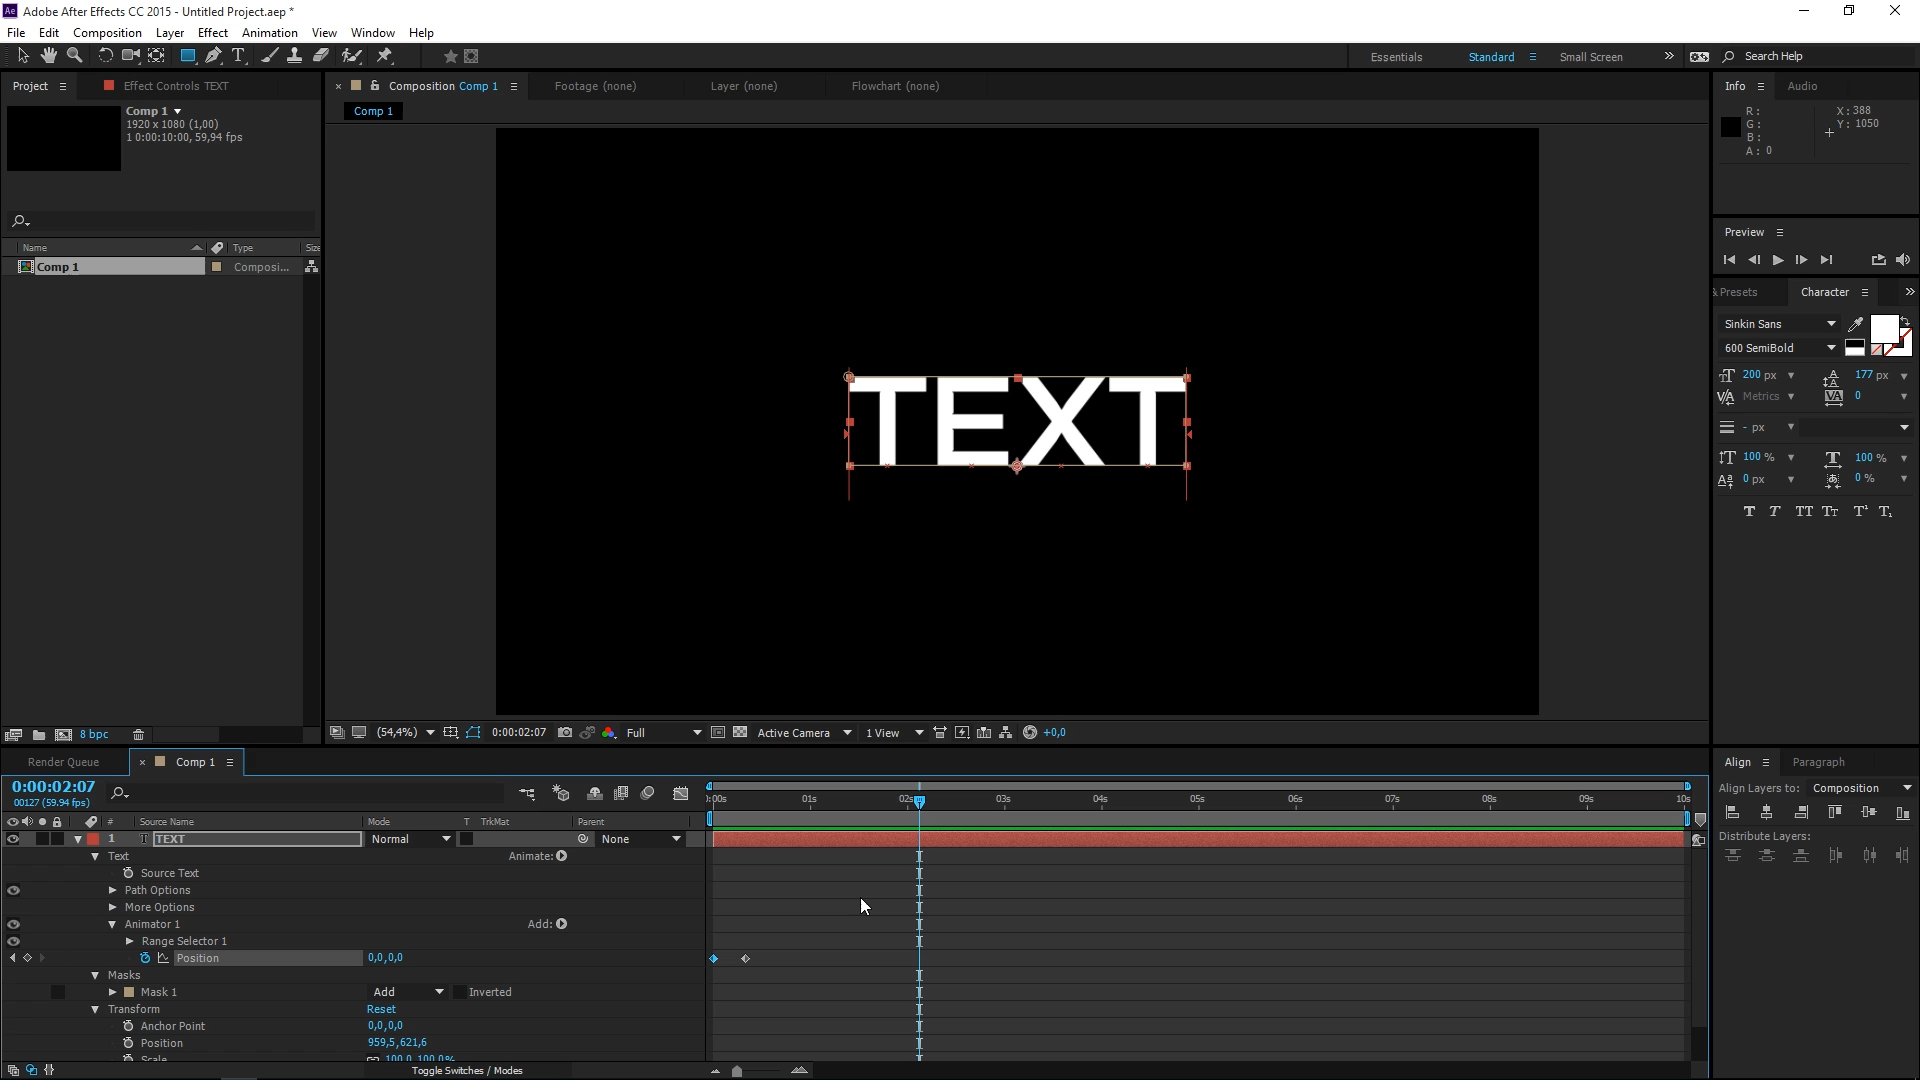 Adobe After Effects CC 2015 - Untitled Project.aep *
File Edit Composition Layer Effect Animation View Window Help
Essentials Standard Small Screen Search Help
Project Effect Controls TEXT Composition Comp 1 Footage (none) Layer (none) Flowchart (none) Info Audio
Comp 1
1920 x 1080 (1,00)
1 0:00:10:00, 59,94 fps
Comp 1
R:
G:
B:
A: 0
X: 388
Y: 1050
Name Type Size
Comp 1 Composi...
Preview
& Presets Character
Sinkin Sans
600 SemiBold
200 px 177 px
Metrics 0
- px
100 % 100 %
0 px 0 %
TEXT
8 bpc
(54,4%) 0:00:02:07 Full Active Camera 1 View +0,0
Render Queue Comp 1
0:00:02:07
00127 (59.94 fps)
:00s 01s 02s 03s 04s 05s 06s 07s 08s 09s 10s
# Source Name Mode T TrkMat Parent
1 TEXT Normal None
Text Animate:
Source Text
Path Options
More Options
Animator 1 Add:
Range Selector 1
Position 0,0,0,0
Masks
Mask 1 Add Inverted
Transform Reset
Anchor Point 0,0,0,0
Position 959,5,621,6
Scale 100,0,100,0%
Toggle Switches / Modes
Align Paragraph
Align Layers to: Composition
Distribute Layers: